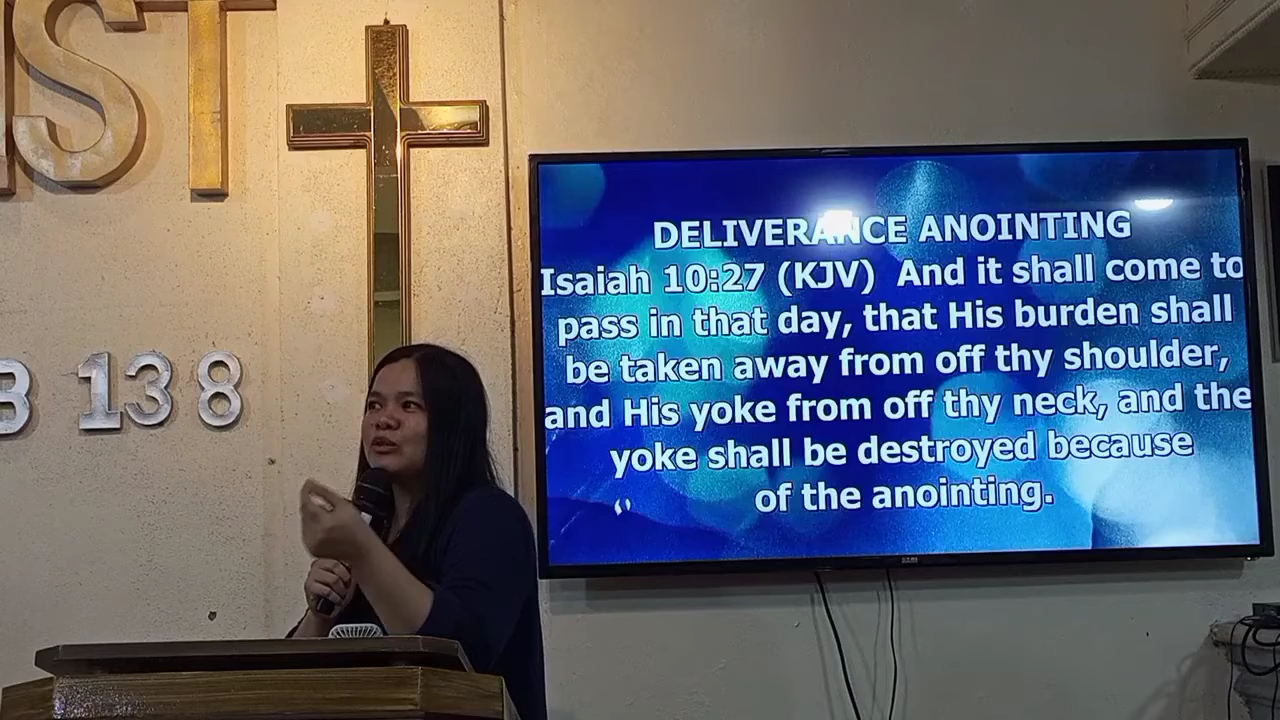 IST
B 138
DELIVERANCE ANOINTING
Isaiah 10:27 (KJV) And it shall come to
pass in that day, that His burden shall
be taken away from off thy shoulder,
and His yoke from off thy neck, and the
yoke shall be destroyed because
of the anointing.